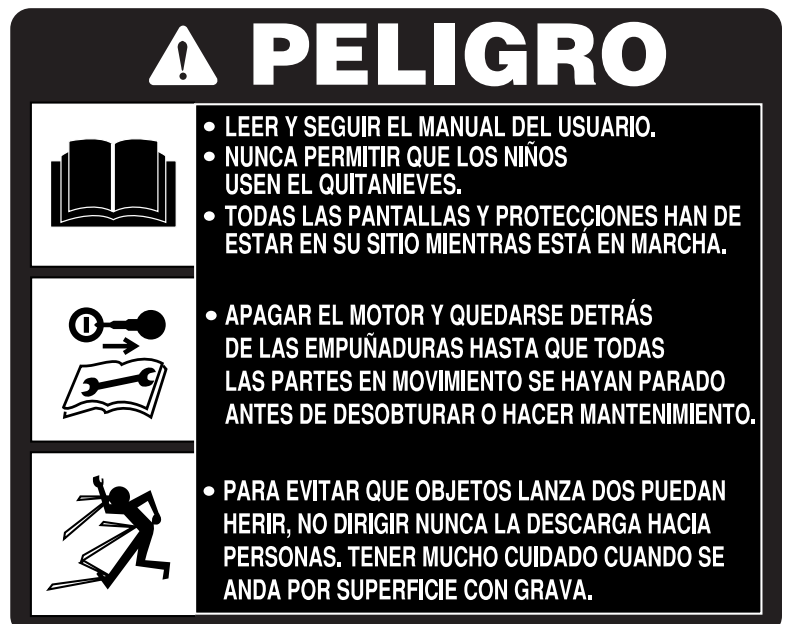 PELIGRO
• LEER Y SEGUIR EL MANUAL DEL USUARIO.
• NUNCA PERMITIR QUE LOS NIÑOS
USEN EL QUITANIEVES.
• TODAS LAS PANTALLAS Y PROTECCIONES HAN DE
ESTAR EN SU SITIO MIENTRAS ESTÁ EN MARCHA.
• APAGAR EL MOTOR Y QUEDARSE DETRÁS
DE LAS EMPUÑADURAS HASTA QUE TODAS
LAS PARTES EN MOVIMIENTO SE HAYAN PARADO
ANTES DE DESOBTURAR O HACER MANTENIMIENTO.
• PARA EVITAR QUE OBJETOS LANZA DOS PUEDAN
HERIR, NO DIRIGIR NUNCA LA DESCARGA HACIA
PERSONAS. TENER MUCHO CUIDADO CUANDO SE
ANDA POR SUPERFICIE CON GRAVA.